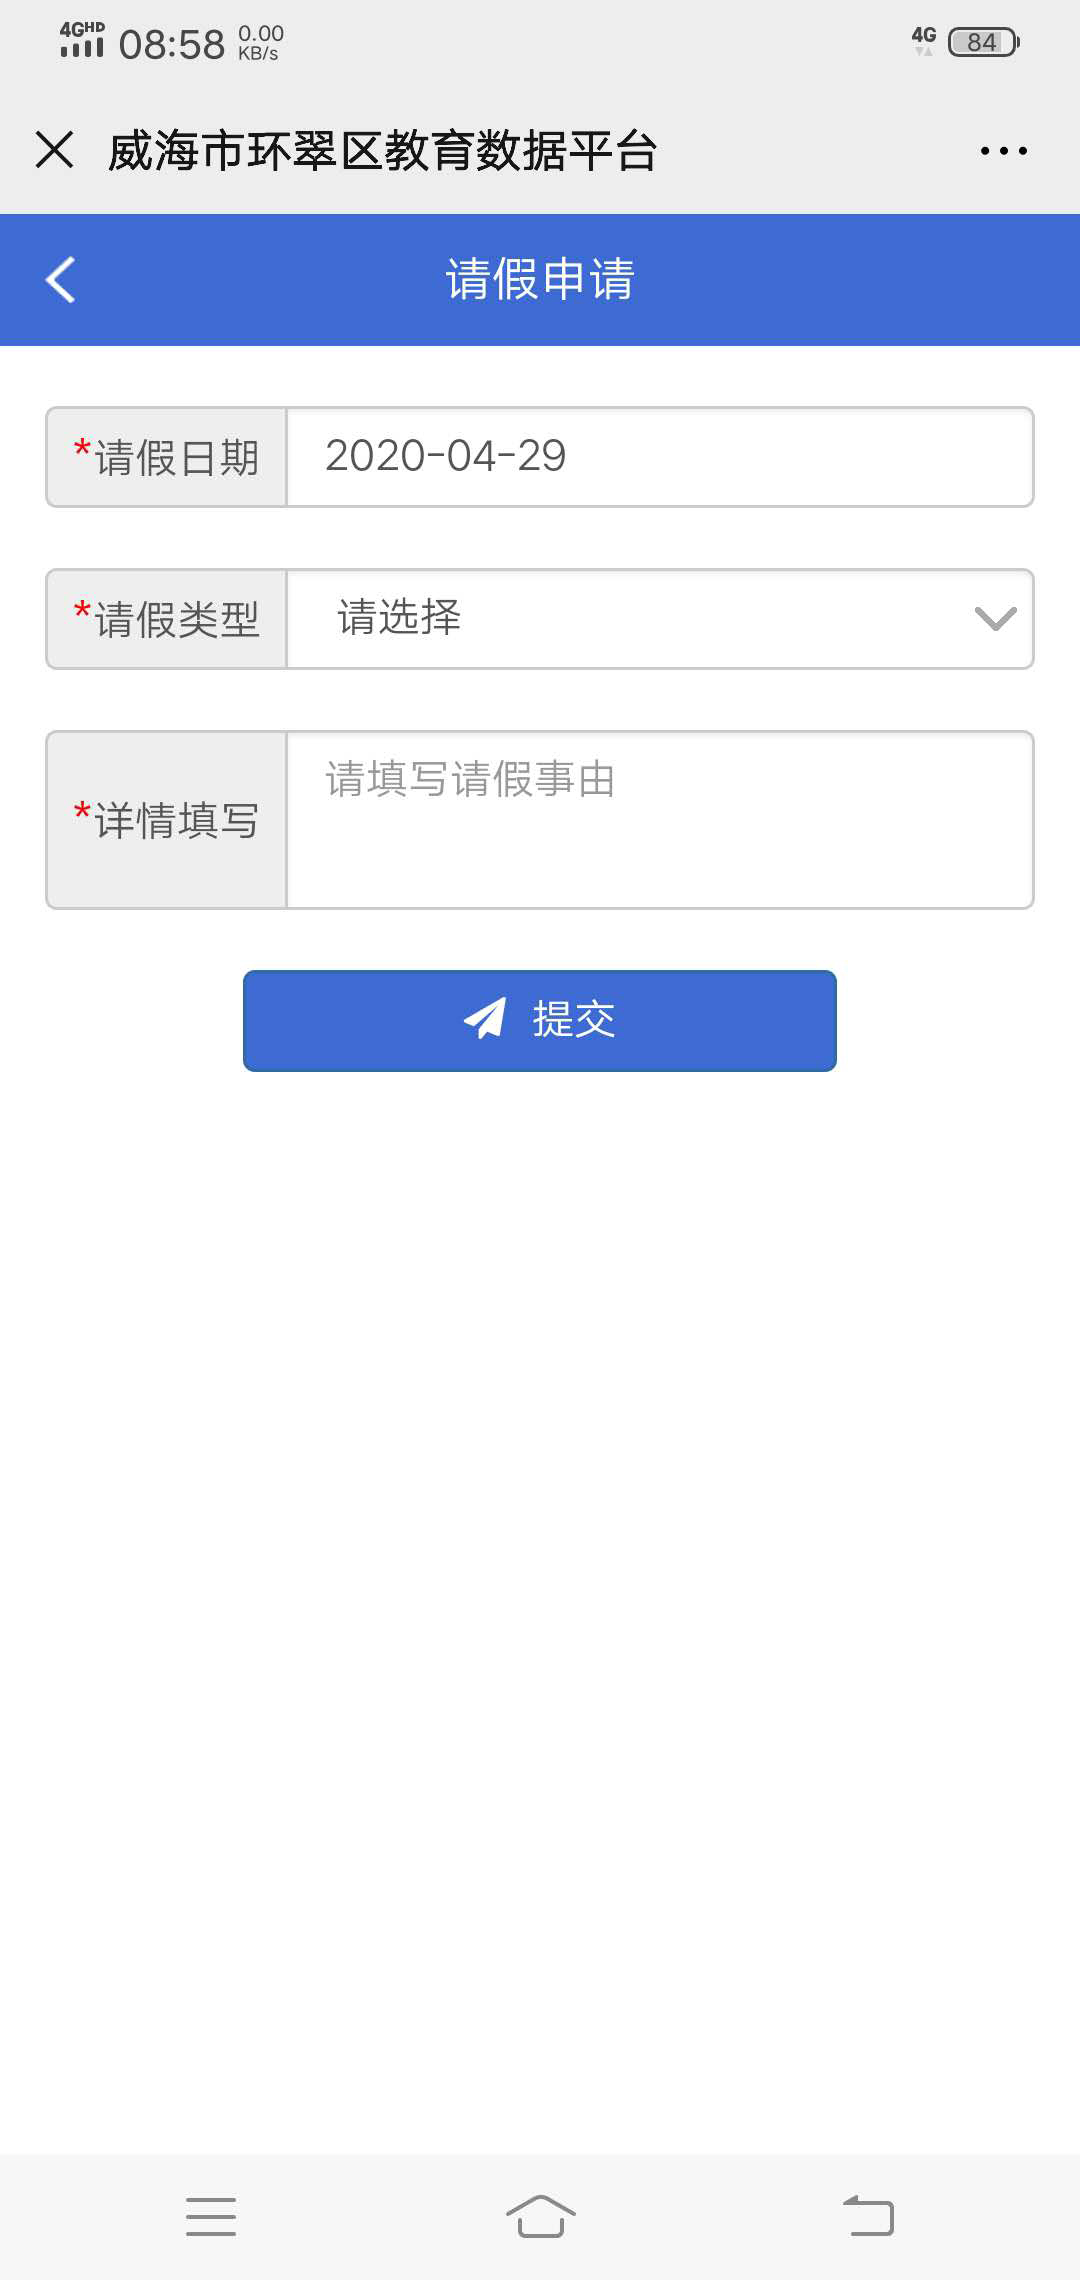 4GHD 08:58 0.00 KB/s 4G 84
威海市环翠区教育数据平台
请假申请
*请假日期 2020-04-29
*请假类型 请选择
*详情填写 请填写请假事由
提交